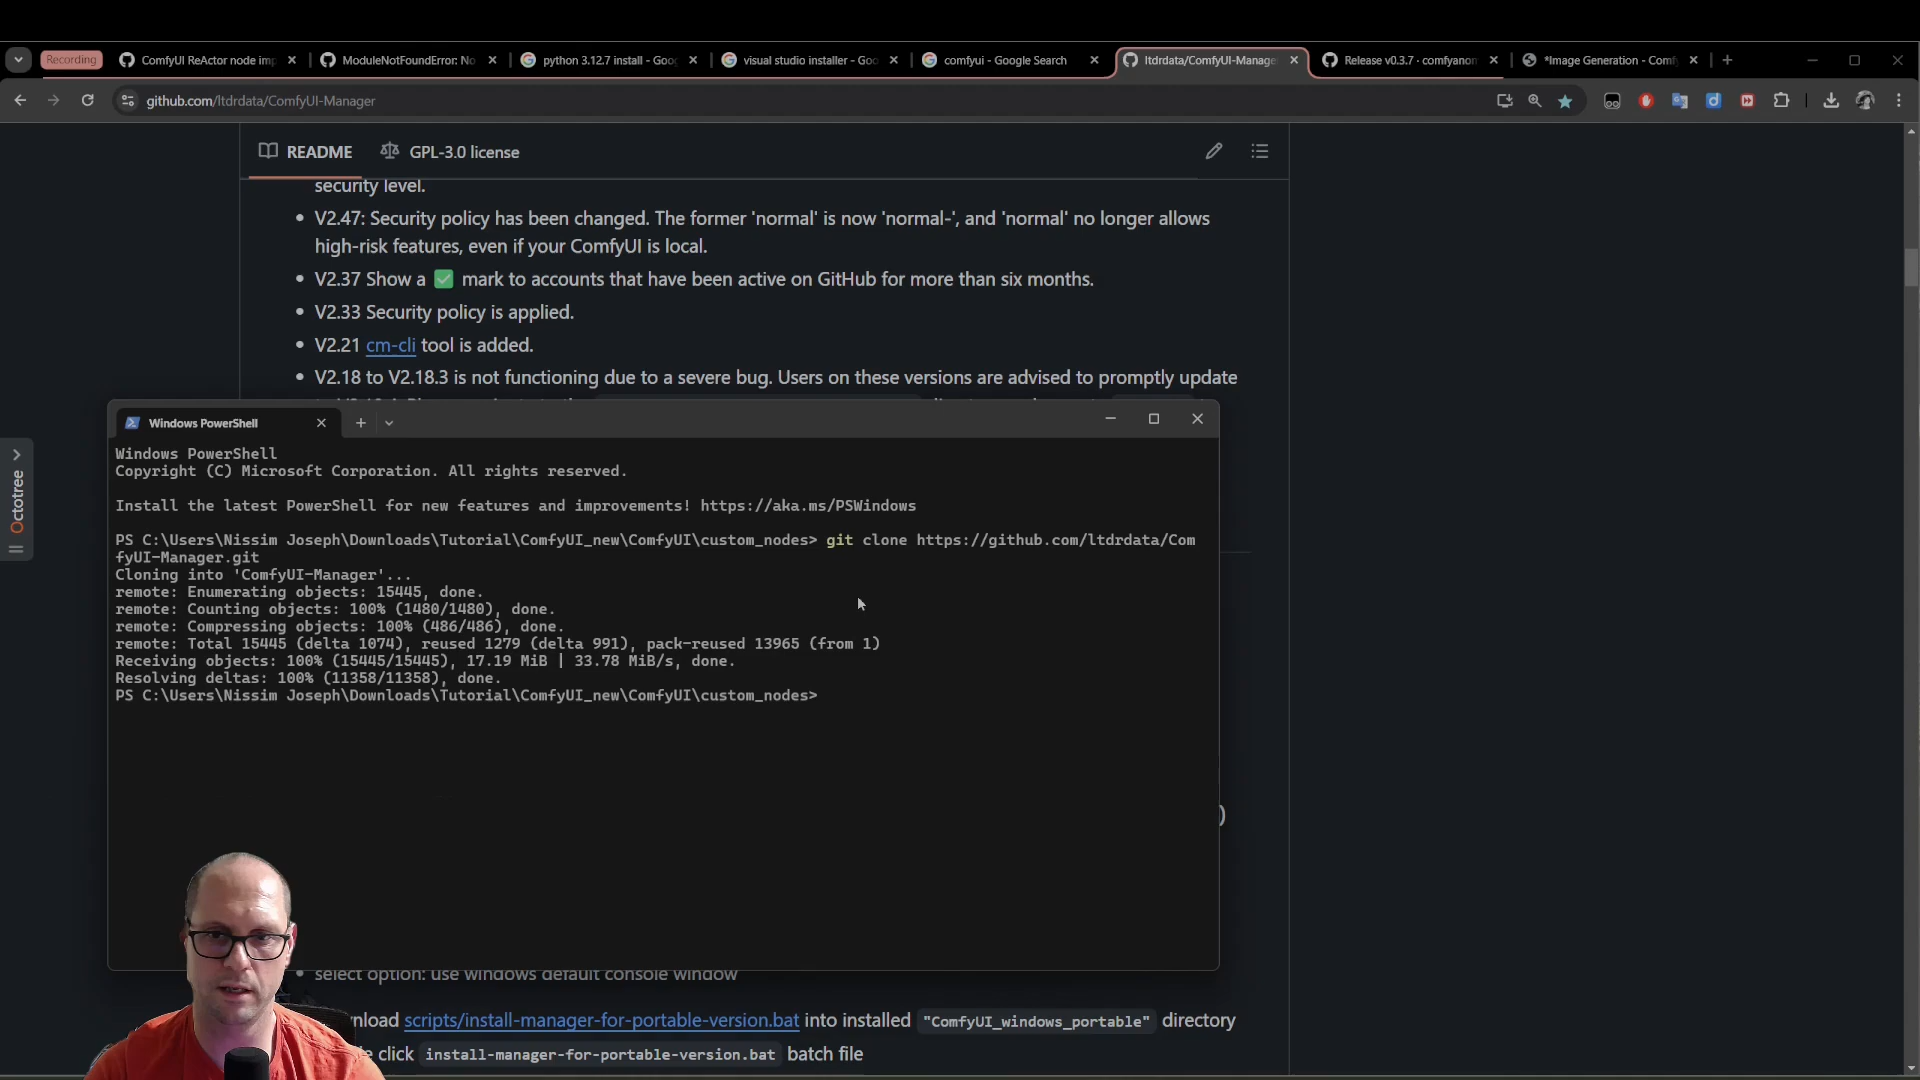 Recording
ComfyUI ReActor node imp
ModuleNotFoundError: No
python 3.12.7 install - Goog
visual studio installer - Goo
comfyui - Google Search
ltdrdata/ComfyUI-Manage
Release v0.3.7 · comfyanon
*Image Generation - Comf
github.com/ltdrdata/ComfyUI-Manager
README
GPL-3.0 license
security level.
• V2.47: Security policy has been changed. The former 'normal' is now 'normal-', and 'normal' no longer allows
high-risk features, even if your ComfyUI is local.
• V2.37 Show a ✅ mark to accounts that have been active on GitHub for more than six months.
• V2.33 Security policy is applied.
• V2.21 cm-cli tool is added.
• V2.18 to V2.18.3 is not functioning due to a severe bug. Users on these versions are advised to promptly update
Octotree
Windows PowerShell
Windows PowerShell
Copyright (C) Microsoft Corporation. All rights reserved.
Install the latest PowerShell for new features and improvements! https://aka.ms/PSWindows
PS C:\Users\Nissim Joseph\Downloads\Tutorial\ComfyUI_new\ComfyUI\custom_nodes> git clone https://github.com/ltdrdata/Com
fyUI-Manager.git
Cloning into 'ComfyUI-Manager'...
remote: Enumerating objects: 15445, done.
remote: Counting objects: 100% (1480/1480), done.
remote: Compressing objects: 100% (486/486), done.
remote: Total 15445 (delta 1074), reused 1279 (delta 991), pack-reused 13965 (from 1)
Receiving objects: 100% (15445/15445), 17.19 MiB | 33.78 MiB/s, done.
Resolving deltas: 100% (11358/11358), done.
PS C:\Users\Nissim Joseph\Downloads\Tutorial\ComfyUI_new\ComfyUI\custom_nodes>
)
• select option: use windows default console window
nload scripts/install-manager-for-portable-version.bat into installed "ComfyUI_windows_portable" directory
e click install-manager-for-portable-version.bat batch file